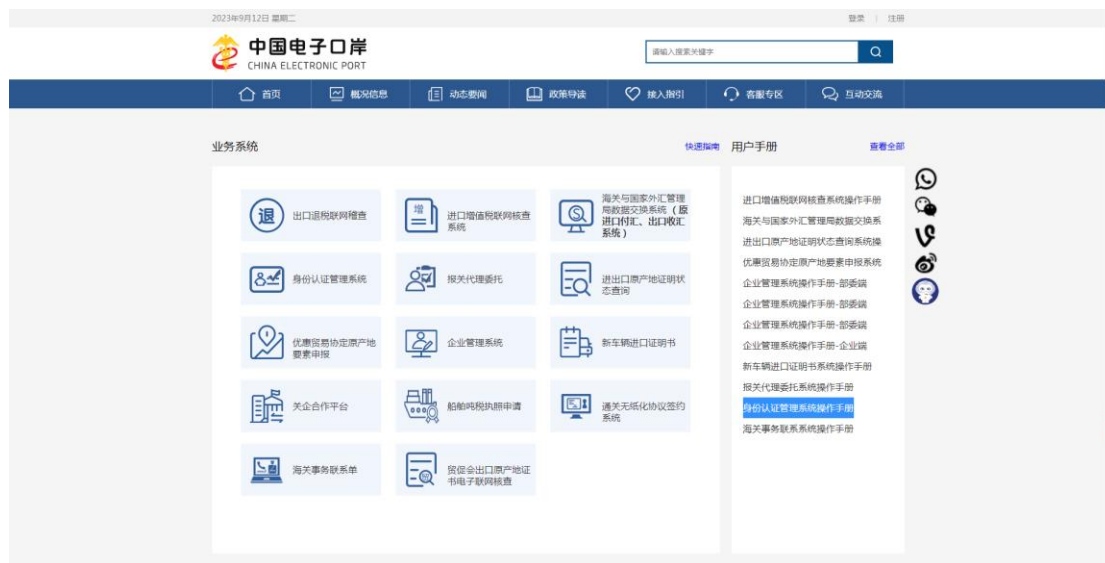 2023年9月12日 星期二
登录 | 注册
中国电子口岸
CHINA ELECTRONIC PORT
请输入搜索关键字
首页
概况信息
动态要闻
政策导读
接入指引
客服专区
互动交流
业务系统
快速指南
退
出口退税联网稽查
增
进口增值税联网核查
系统
海关与国家外汇管理
局数据交换系统（原
进口付汇、出口收汇
系统）
身份认证管理系统
报关代理委托
进出口原产地证明状
态查询
优惠贸易协定原产地
要素申报
企业管理系统
新车辆进口证明书
关企合作平台
船舶吨税执照申请
通关无纸化协议签约
系统
海关事务联系单
贸促会出口原产地证
书电子联网核查
用户手册
查看全部
进口增值税联网核查系统操作手册
海关与国家外汇管理局数据交换系
进出口原产地证明状态查询系统操
优惠贸易协定原产地要素申报系统
企业管理系统操作手册-部委端
企业管理系统操作手册-部委端
企业管理系统操作手册-部委端
企业管理系统操作手册-企业端
新车辆进口证明书系统操作手册
报关代理委托系统操作手册
身份认证管理系统操作手册
海关事务联系系统操作手册